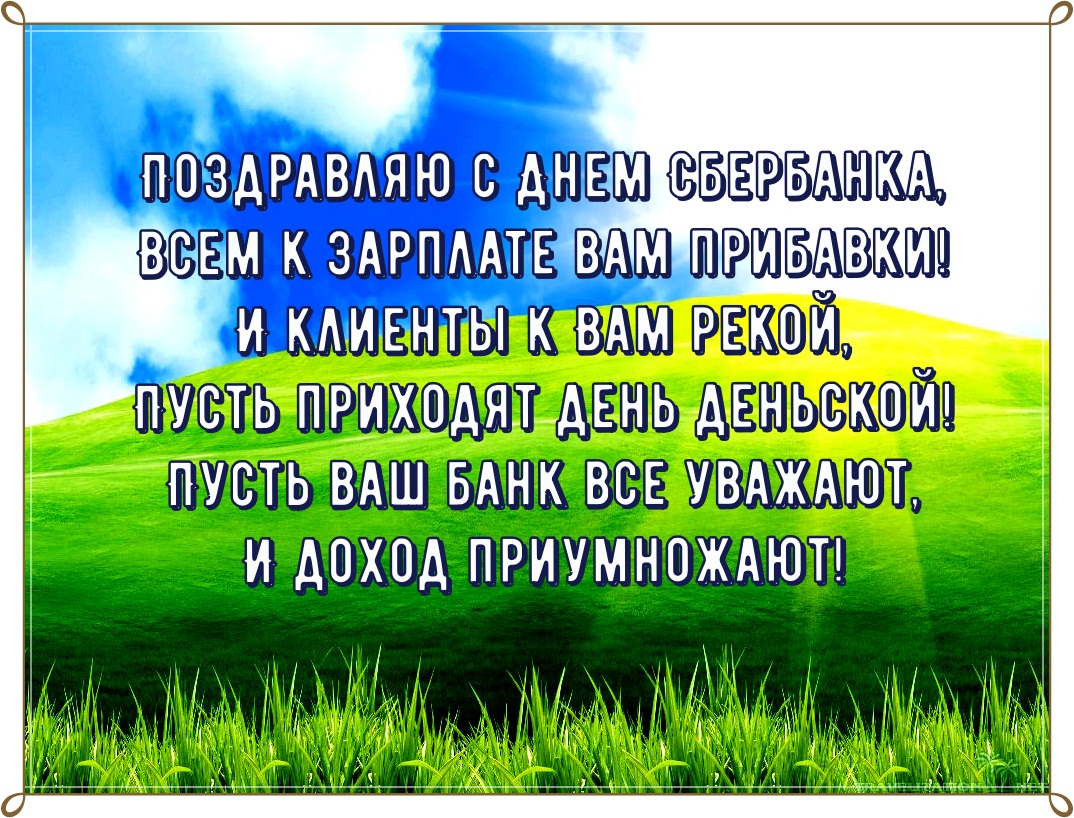 ПОЗДРАВЛЯЮ С ДНЕМ СБЕРБАНКА,
ВСЕМ К ЗАРПЛАТЕ ВАМ ПРИБАВКИ!
И КЛИЕНТЫ К ВАМ РЕКОЙ,
ПУСТЬ ПРИХОДЯТ ДЕНЬ ДЕНЬСКОЙ!
ПУСТЬ ВАШ БАНК ВСЕ УВАЖАЮТ,
И ДОХОД ПРИУМНОЖАЮТ!